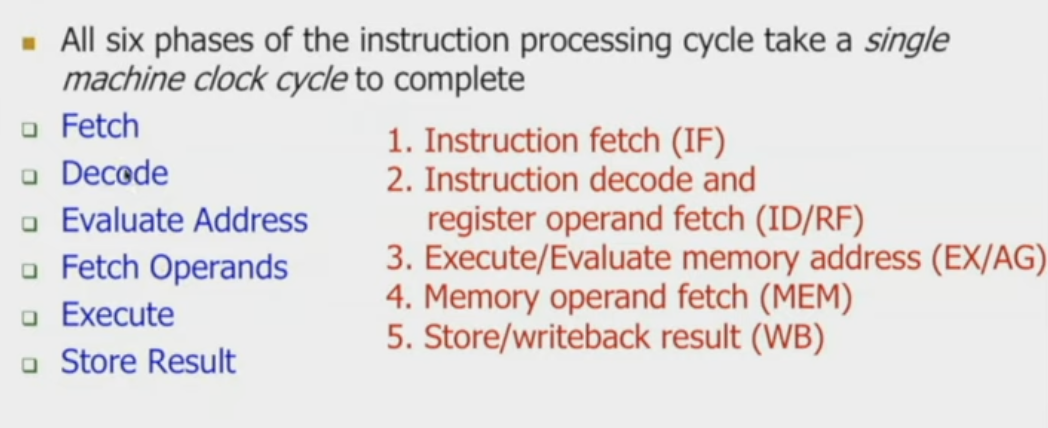 All six phases of the instruction processing cycle take a single
machine clock cycle to complete
Fetch
Decode
Evaluate Address
Fetch Operands
Execute
Store Result
1. Instruction fetch (IF)
2. Instruction decode and
register operand fetch (ID/RF)
3. Execute/Evaluate memory address (EX/AG)
4. Memory operand fetch (MEM)
5. Store/writeback result (WB)